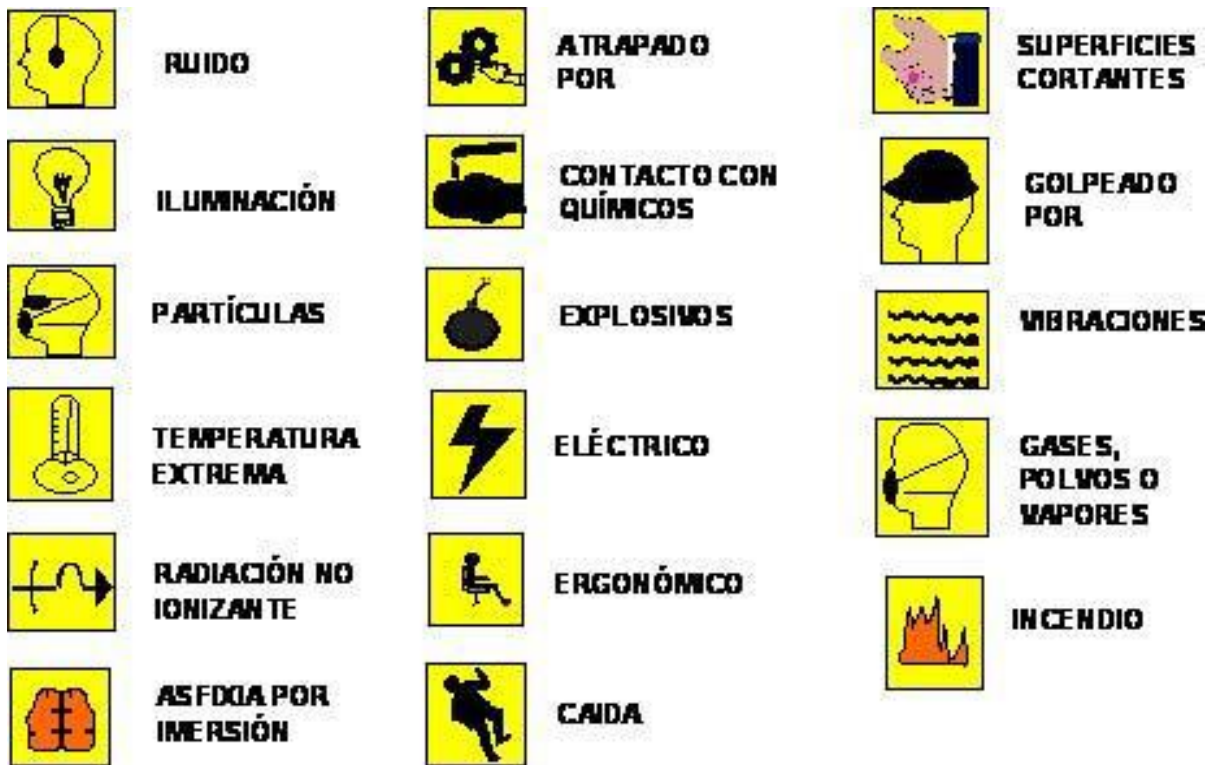 RUIDO
ILUMINACIÓN
PARTÍCULAS
TEMPERATURA
EXTREMA
RADIACIÓN NO
IONIZANTE
ASFIXIA POR
IMERSIÓN
ATRAPADO
POR
CONTACTO CON
QUÍMICOS
EXPLOSIVOS
ELÉCTRICO
ERGONÓMICO
CAIDA
SUPERFICIES
CORTANTES
GOLPEADO
POR
VIBRACIONES
GASES,
POLVOS O
VAPORES
INCENDIO